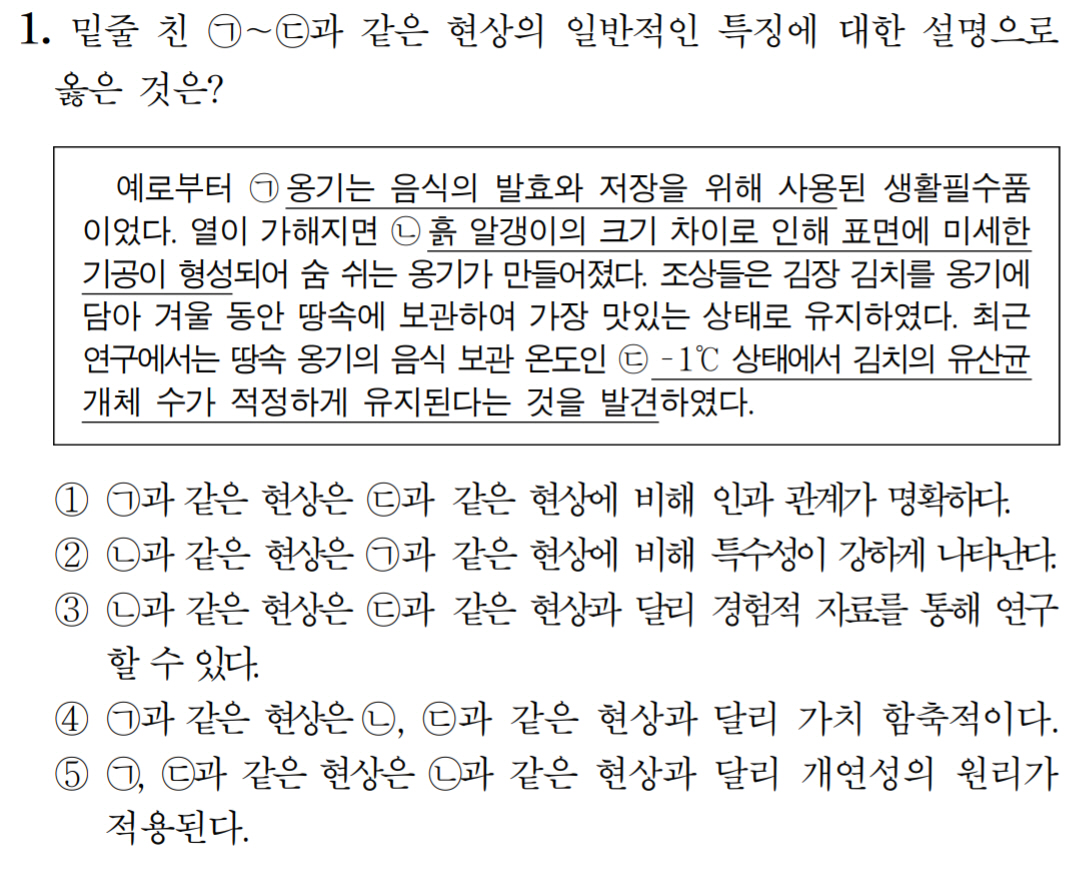 1. 밑줄 친 ㉠~㉢과 같은 현상의 일반적인 특징에 대한 설명으로
옳은 것은?
예로부터 ㉠ 옹기는 음식의 발효와 저장을 위해 사용된 생활필수품
이었다. 열이 가해지면 ㉡ 흙 알갱이의 크기 차이로 인해 표면에 미세한
기공이 형성되어 숨 쉬는 옹기가 만들어졌다. 조상들은 김장 김치를 옹기에
담아 겨울 동안 땅속에 보관하여 가장 맛있는 상태로 유지하였다. 최근
연구에서는 땅속 옹기의 음식 보관 온도인 ㉢ -1℃ 상태에서 김치의 유산균
개체 수가 적정하게 유지된다는 것을 발견하였다.
① ㉠과 같은 현상은 ㉢과 같은 현상에 비해 인과 관계가 명확하다.
② ㉡과 같은 현상은 ㉠과 같은 현상에 비해 특수성이 강하게 나타난다.
③ ㉡과 같은 현상은 ㉢과 같은 현상과 달리 경험적 자료를 통해 연구
할 수 있다.
④ ㉠과 같은 현상은 ㉡, ㉢과 같은 현상과 달리 가치 함축적이다.
⑤ ㉠, ㉢과 같은 현상은 ㉡과 같은 현상과 달리 개연성의 원리가
적용된다.